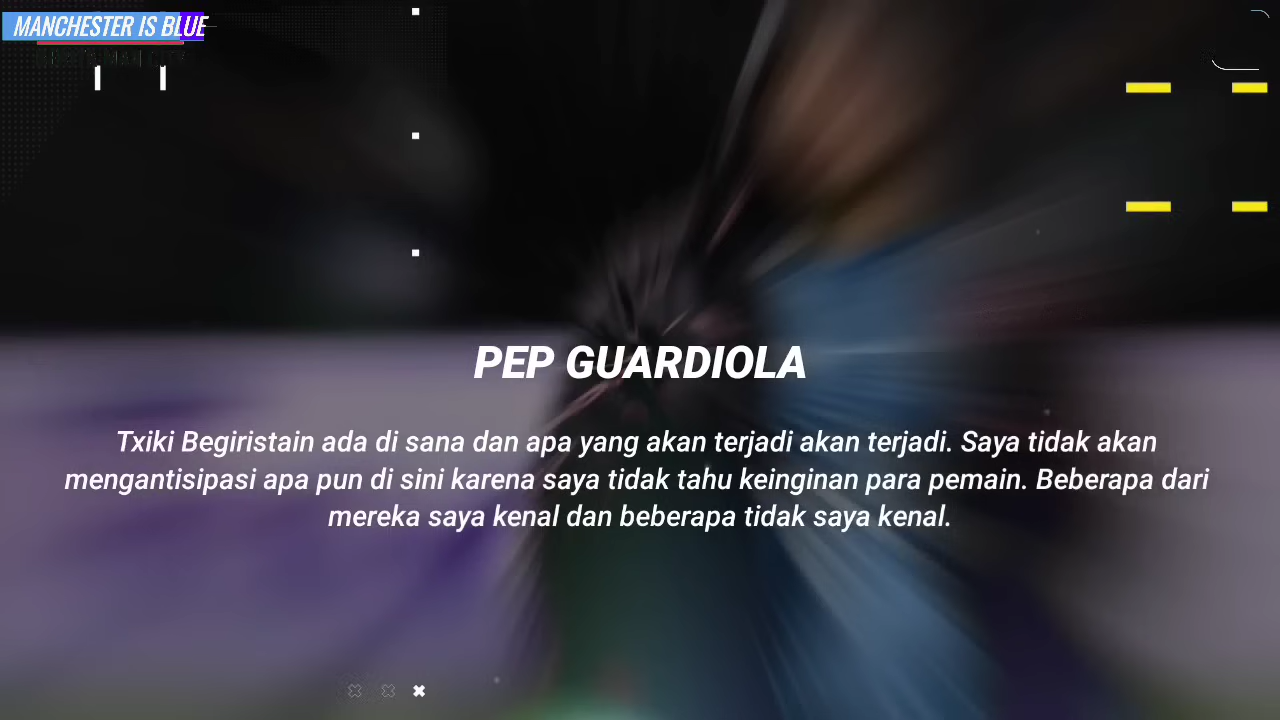 MANCHESTER IS BLUE
PEP GUARDIOLA
Txiki Begiristain ada di sana dan apa yang akan terjadi akan terjadi. Saya tidak akan
mengantisipasi apa pun di sini karena saya tidak tahu keinginan para pemain. Beberapa dari
mereka saya kenal dan beberapa tidak saya kenal.